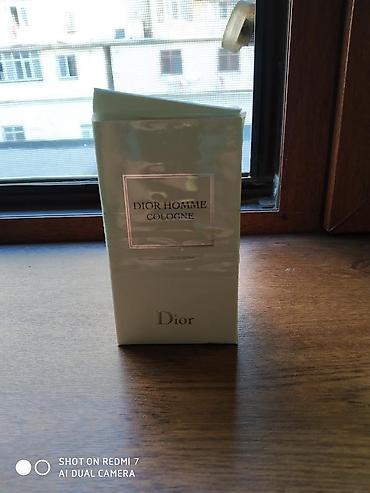 DIOR HOMME
COLOGNE
Dior
SHOT ON REDMI 7
AI DUAL CAMERA